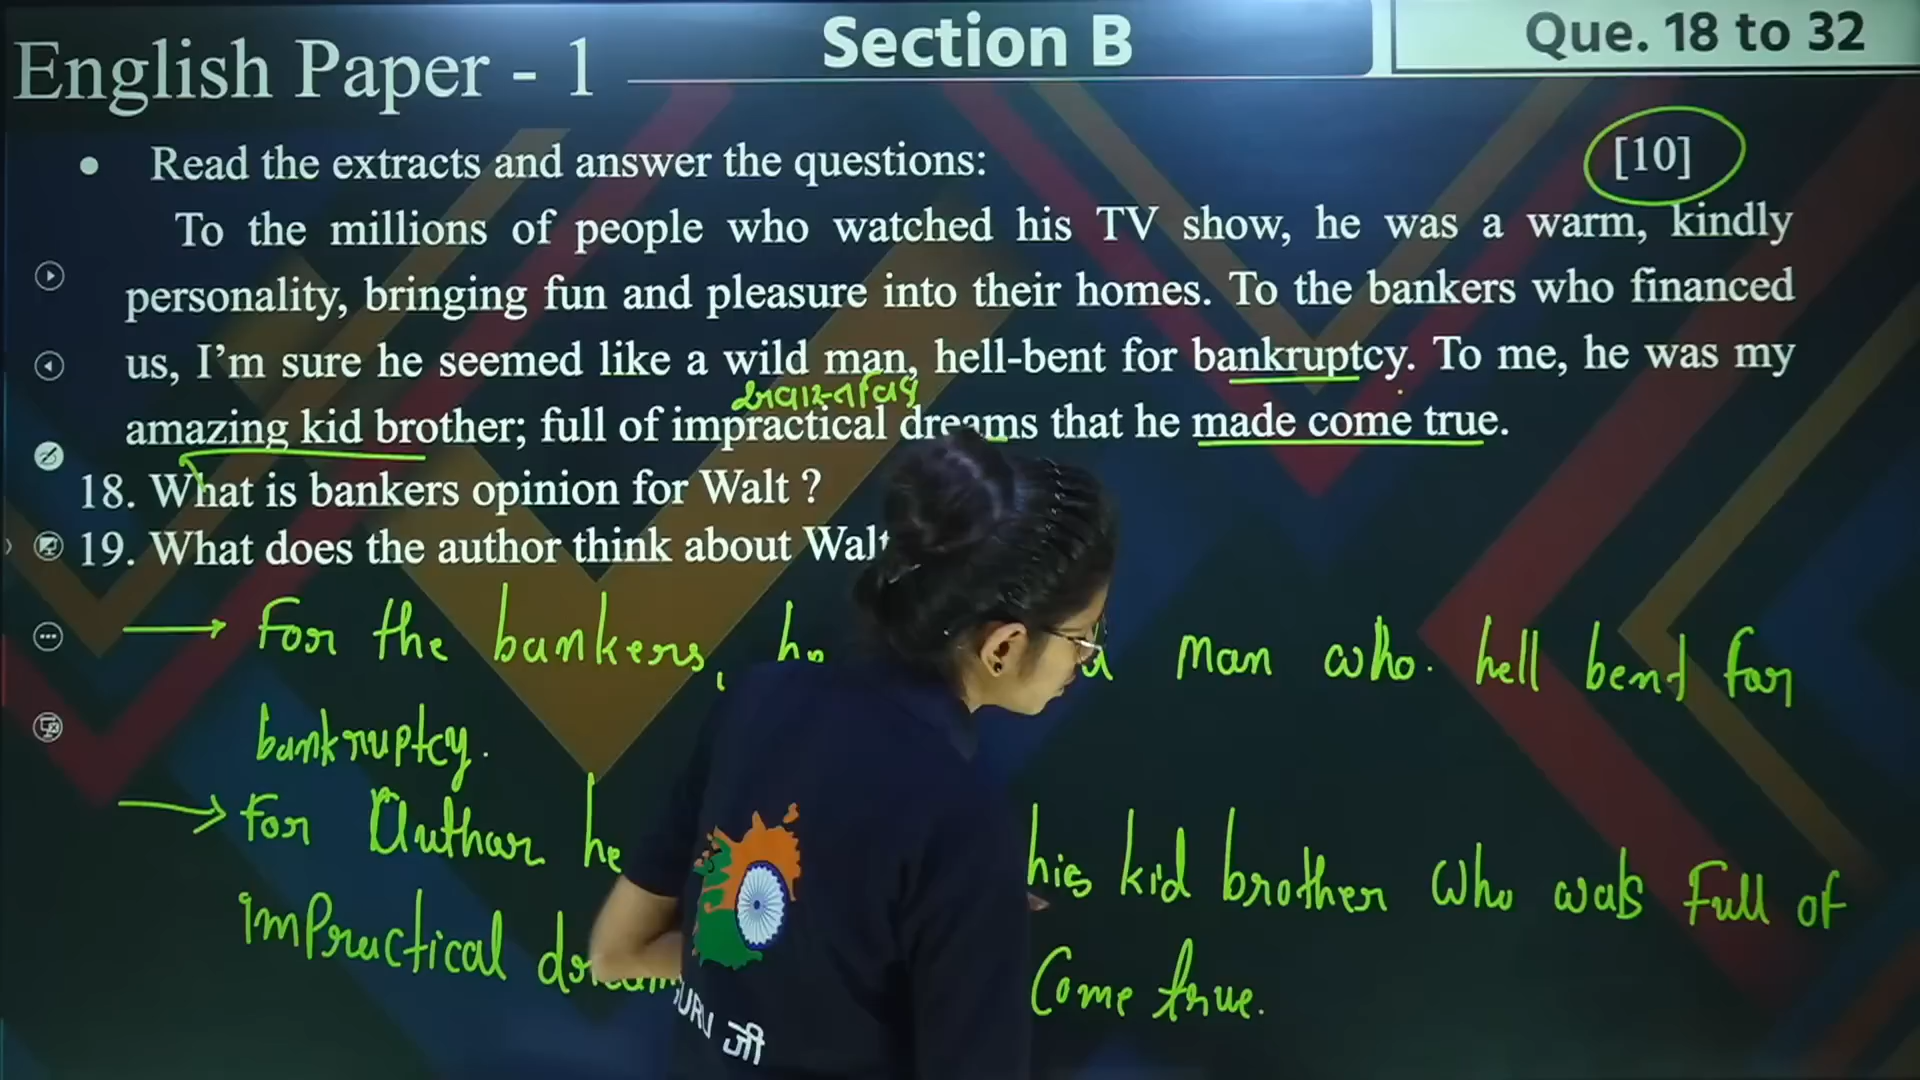 English Paper - 1
Section B
Que. 18 to 32
• Read the extracts and answer the questions:
[10]
To the millions of people who watched his TV show, he was a warm, kindly
personality, bringing fun and pleasure into their homes. To the bankers who financed
us, I'm sure he seemed like a wild man, hell-bent for bankruptcy. To me, he was my
amazing kid brother; full of impractical dreams that he made come true.
18. What is bankers opinion for Walt ?
19. What does the author think about Walt
→ For the bankers, man who. hell bend for
bankruptcy.
→ For Author he his kid brother who was full of
impractical Come true.
जी